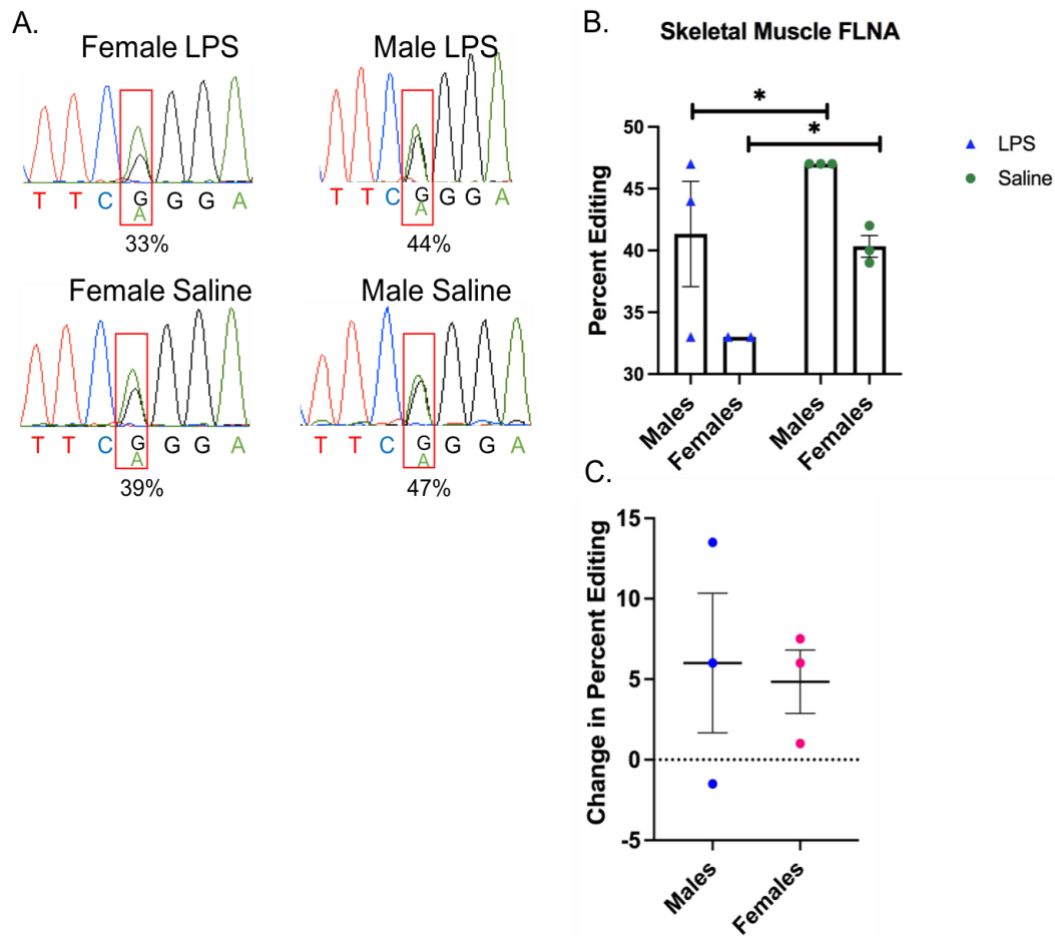 A.
Female LPS
T T C G G G A
A
33%
Male LPS
T T C G G G A
A
44%
Female Saline
T T C G G G A
A
39%
Male Saline
T T C G G G A
A
47%
B.
Skeletal Muscle FLNA
*
*
Percent Editing
50
45
40
35
30
Males
Females
Males
Females
LPS
Saline
C.
Change in Percent Editing
15
10
5
0
-5
Males
Females